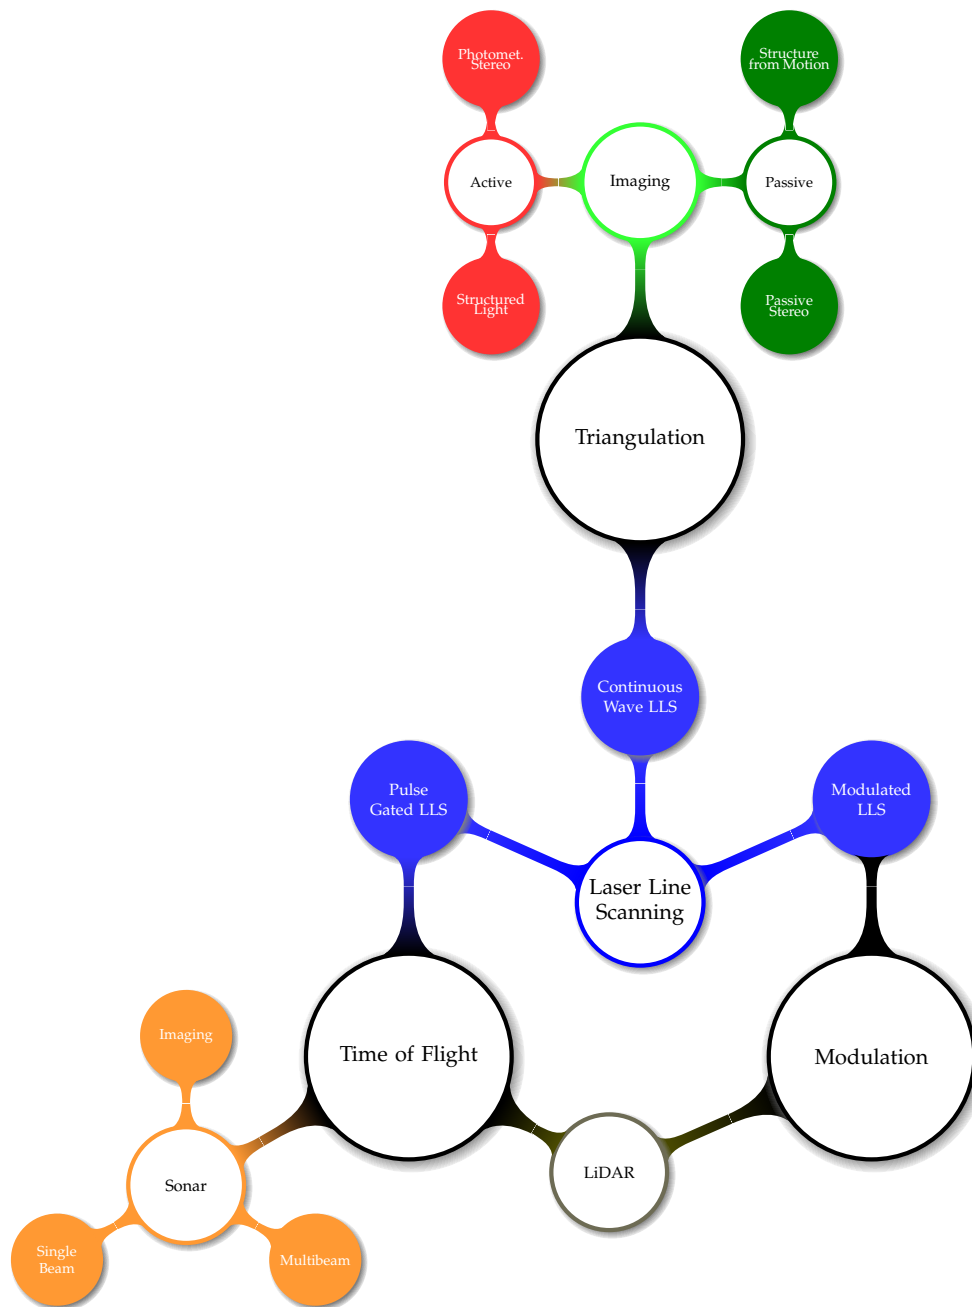 Photomet.
Stereo
Structure
from Motion
Active
Imaging
Passive
Structured
Light
Passive
Stereo
Triangulation
Continuous
Wave LLS
Pulse
Gated LLS
Modulated
LLS
Laser Line
Scanning
Imaging
Time of Flight
Modulation
LiDAR
Sonar
Single
Beam
Multibeam